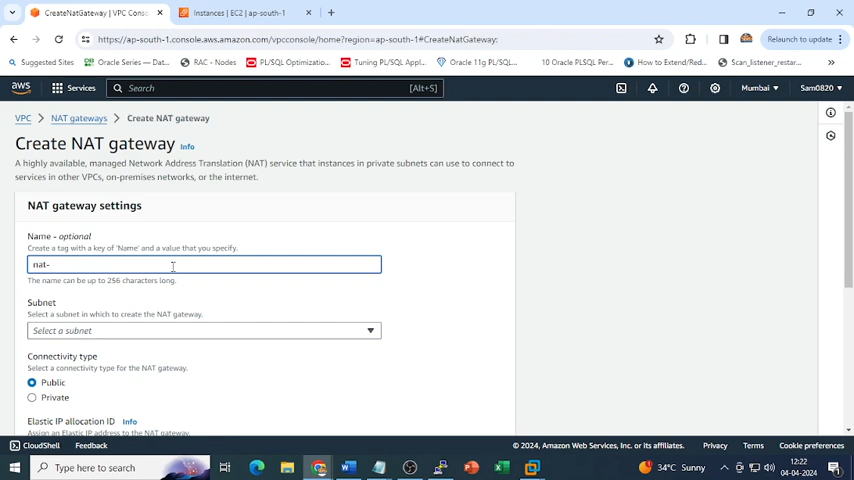 CreateNatGateway | VPC Conso
Instances | EC2 | ap-south-1
https://ap-south-1.console.aws.amazon.com/vpcconsole/home?region=ap-south-1#CreateNatGateway:
Relaunch to update
Suggested Sites
Oracle Series — Dat...
RAC - Nodes
PL/SQL Optimizatio...
Tuning PL/SQL Appl...
Oracle 11g PL/SQL...
10 Oracle PLSQL Per...
How to Extend/Red...
Scan_listener_restar...
aws
Services
Search
[Alt+S]
Mumbai
Sam0820
VPC
NAT gateways
Create NAT gateway
Create NAT gateway Info
A highly available, managed Network Address Translation (NAT) service that instances in private subnets can use to connect to
services in other VPCs, on-premises networks, or the internet.
NAT gateway settings
Name - optional
Create a tag with a key of 'Name' and a value that you specify.
nat-
The name can be up to 256 characters long.
Subnet
Select a subnet in which to create the NAT gateway.
Select a subnet
Connectivity type
Select a connectivity type for the NAT gateway.
Public
Private
Elastic IP allocation ID Info
Assign an Elastic IP address to the NAT gateway.
CloudShell
Feedback
© 2024, Amazon Web Services, Inc. or its affiliates.
Privacy
Terms
Cookie preferences
Type here to search
34°C Sunny
12:22
04-04-2024